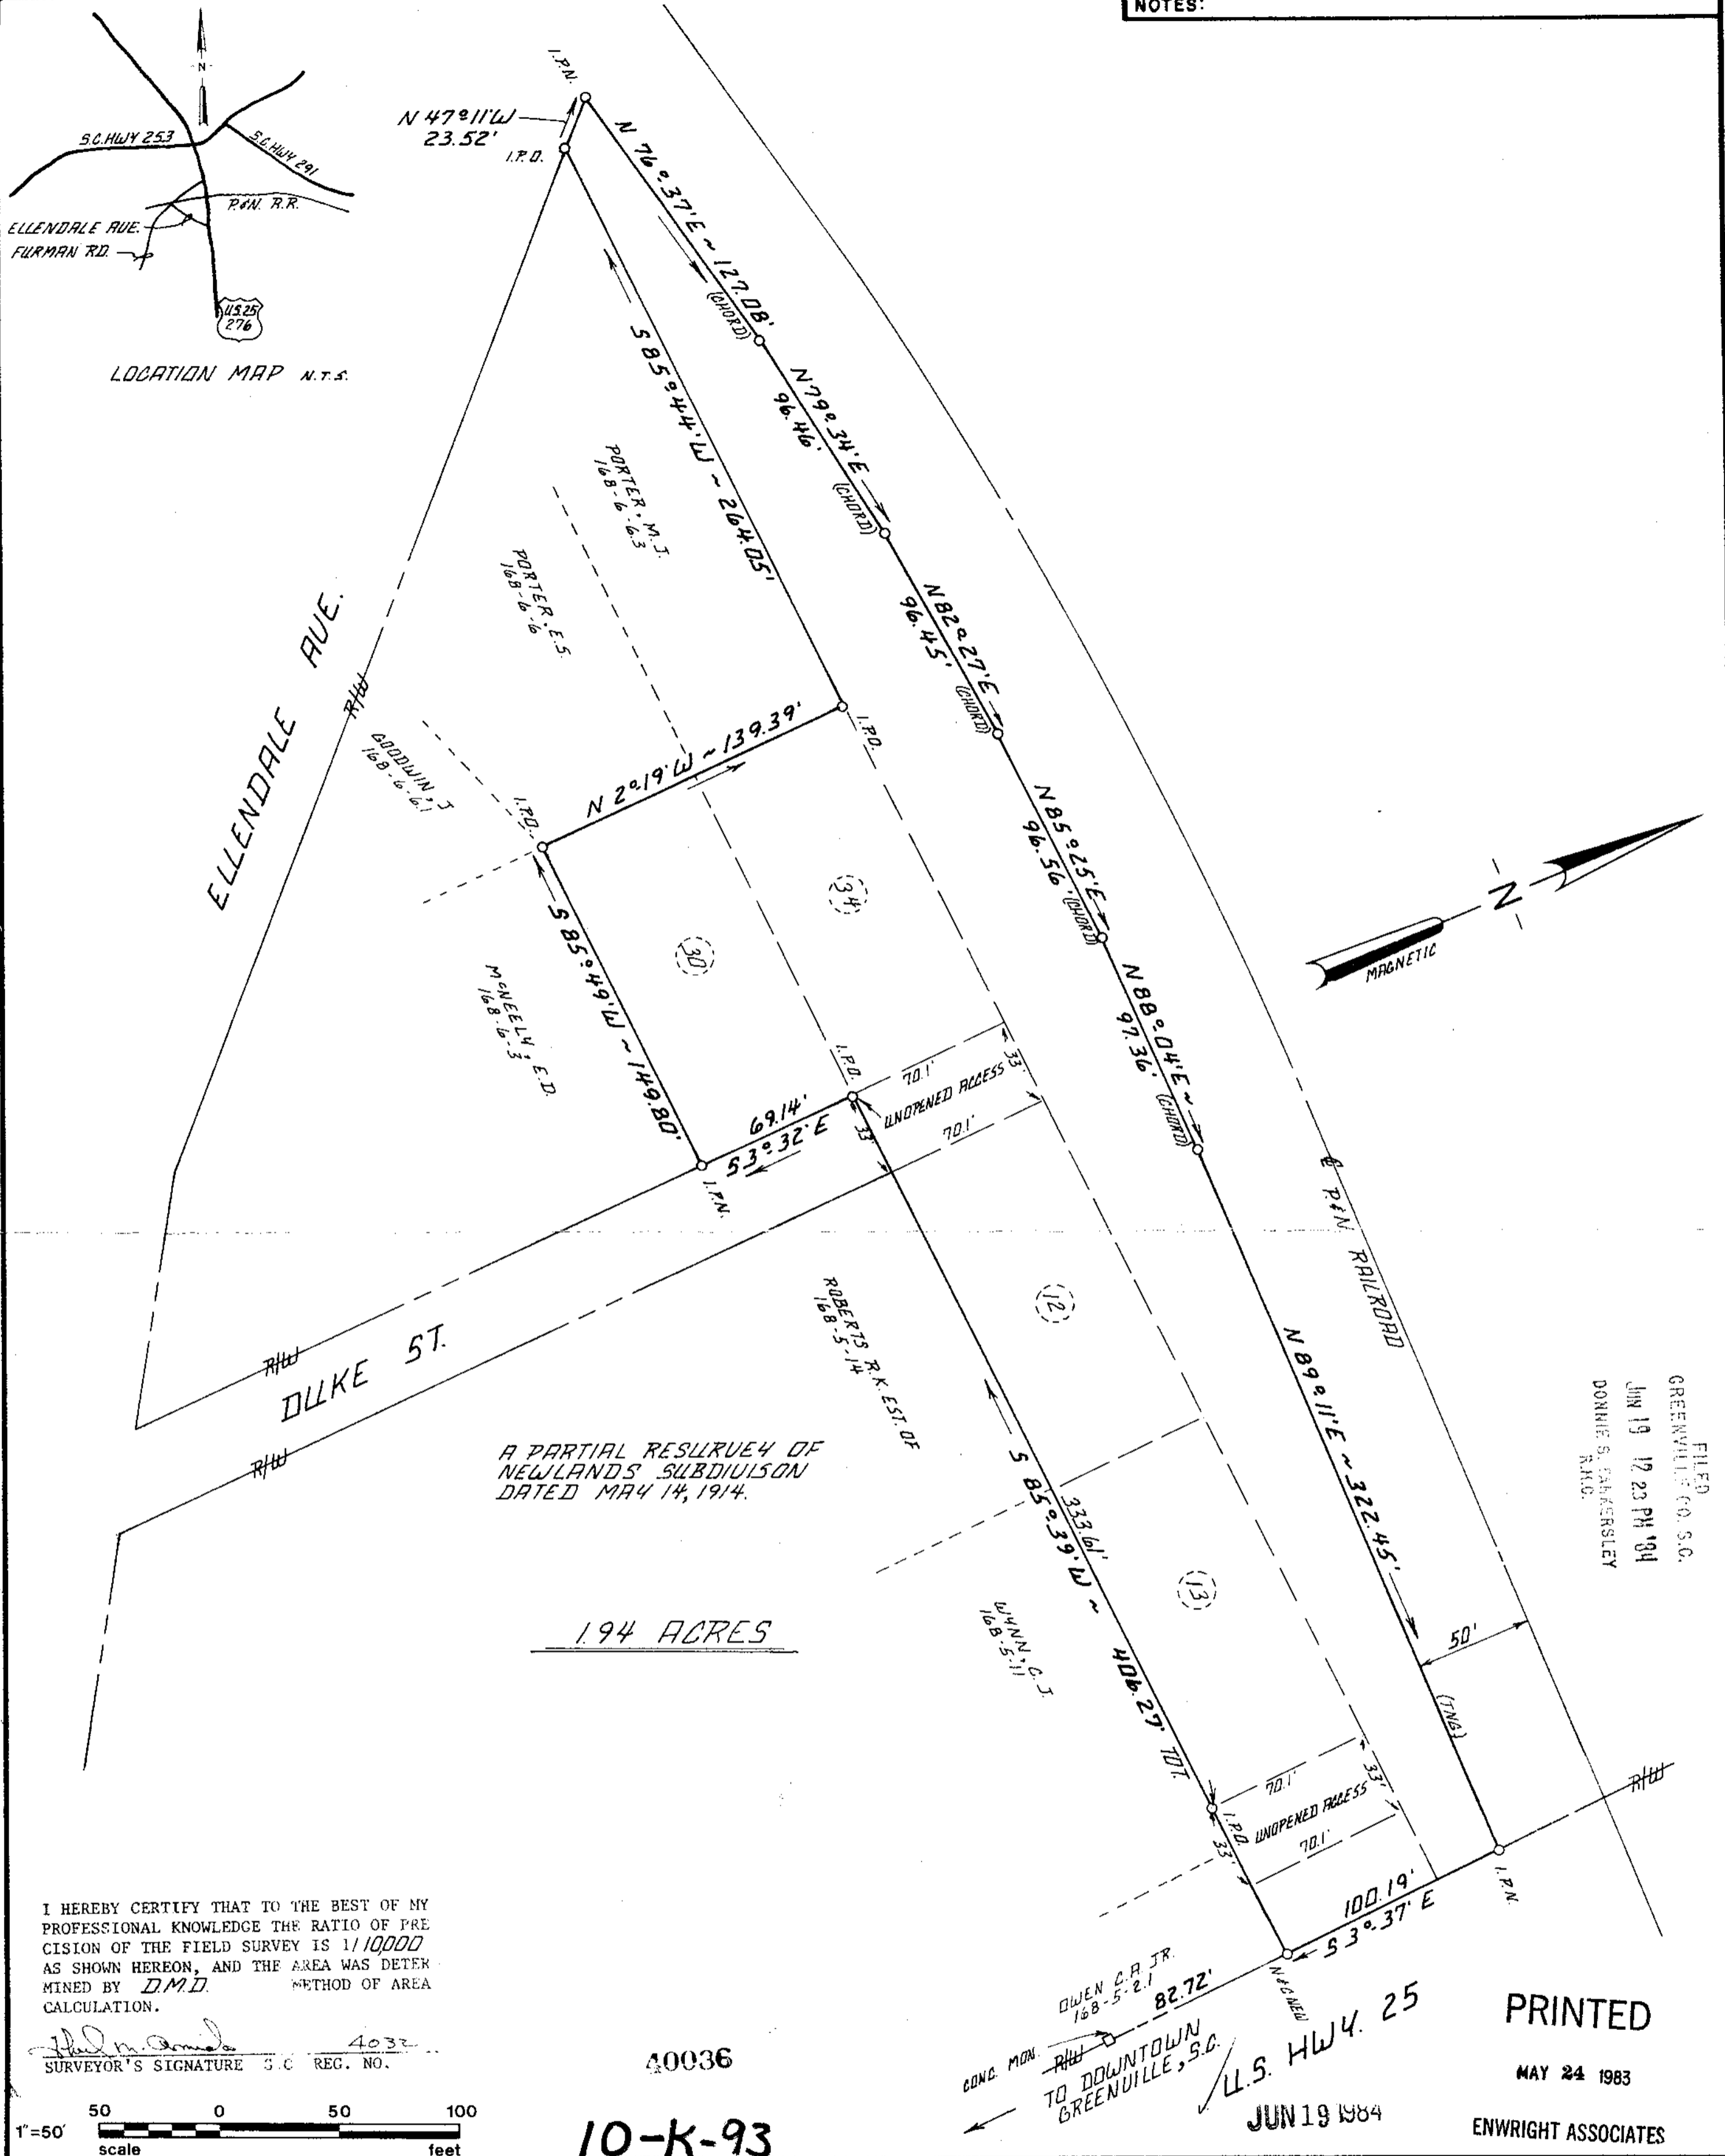 NOTES:
N
S.C. HWY 253
S.C. HWY 291
P.&N. R.R.
ELLENDALE AVE.
FURMAN RD.
U.S. 25
276
LOCATION MAP N.T.S.
I.P.N.
N 47°11'W
23.52'
I.P.O.
N 76°37'E ~ 127.08'
(CHORD)
N 79°34'E
96.46'
(CHORD)
N 82°27'E
96.45'
(CHORD)
N 85°25'E
96.56' (CHORD)
N 88°04'E ~
97.36'
(CHORD)
S 85°44'W ~ 264.05'
PORTER, M.J.
168-6-6.3
PORTER, E.S.
168-6-6
GOODWIN, J
168-6-6.1
ELLENDALE AVE.
R/W
I.P.O.
N 2°19'W ~ 139.39'
I.P.O.
34
30
S 85°49'W ~ 149.80'
McNEELY, E.D.
168-6-3
N
MAGNETIC
I.P.O.
70.1'
33'
UNOPENED ACCESS
33'
70.1'
69.14'
S 3°32'E
I.P.N.
R/W
DUKE ST.
R/W
℄ P&N RAILROAD
12
ROBERTS R.K. EST. OF
168-5-14
N 89°11'E ~ 322.45'
(TNG)
50'
A PARTIAL RESURVEY OF
NEWLANDS SUBDIVISON
DATED MAY 14, 1914.
333.61'
S 85°39'W ~ 406.27' TOT.
13
WYNN, C.J.
168-5-11
1.94 ACRES
FILED
GREENVILLE CO. S.C.
JUN 19 12 23 PM '84
DONNIE S. TANKERSLEY
R.M.C.
70.1'
33'
UNOPENED ACCESS
I.P.O.
33'
70.1'
R/W
I.P.N.
100.19'
S 3°37' E
N&C NEW
OWEN C.A. JR.
168-5-2.1
82.72'
CONC. MON.
R/W
TO DOWNTOWN
GREENVILLE, S.C.
U.S. HWY. 25
I HEREBY CERTIFY THAT TO THE BEST OF MY
PROFESSIONAL KNOWLEDGE THE RATIO OF PRE
CISION OF THE FIELD SURVEY IS 1/10,000
AS SHOWN HEREON, AND THE AREA WAS DETER
MINED BY D.M.D. METHOD OF AREA
CALCULATION.
4032
SURVEYOR'S SIGNATURE S.C REG. NO.
50 0 50 100
1"=50'
scale feet
40036
10-K-93
JUN 19 1984
PRINTED
MAY 24 1983
ENWRIGHT ASSOCIATES